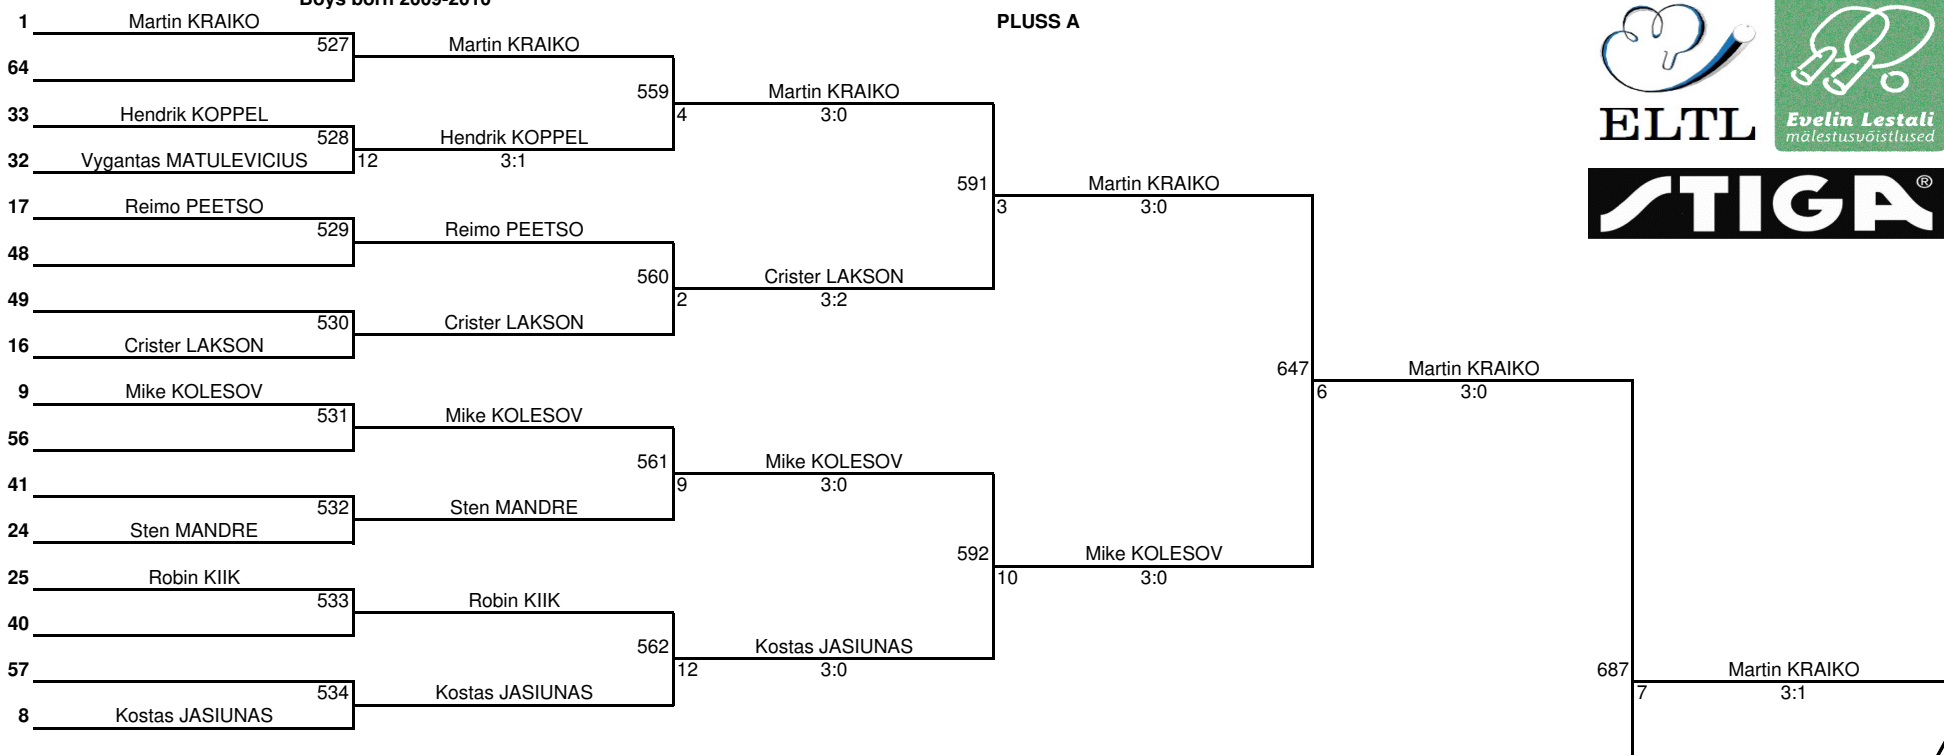 Boys born 2009-2010
PLUSS A
1 Martin KRAIKO
527 Martin KRAIKO
64
559 Martin KRAIKO
4 3:0
33 Hendrik KOPPEL
528 Hendrik KOPPEL
32 Vygantas MATULEVICIUS 12 3:1
591 Martin KRAIKO
3 3:0
17 Reimo PEETSO
529 Reimo PEETSO
48
560 Crister LAKSON
2 3:2
49
530 Crister LAKSON
16 Crister LAKSON
647 Martin KRAIKO
6 3:0
9 Mike KOLESOV
531 Mike KOLESOV
56
561 Mike KOLESOV
9 3:0
41
532 Sten MANDRE
24 Sten MANDRE
592 Mike KOLESOV
10 3:0
25 Robin KIIK
533 Robin KIIK
40
562 Kostas JASIUNAS
12 3:0
57
534 Kostas JASIUNAS
8 Kostas JASIUNAS
687 Martin KRAIKO
7 3:1
ELTL
Evelin Lestali
mälestusvõistlused
STIGA®